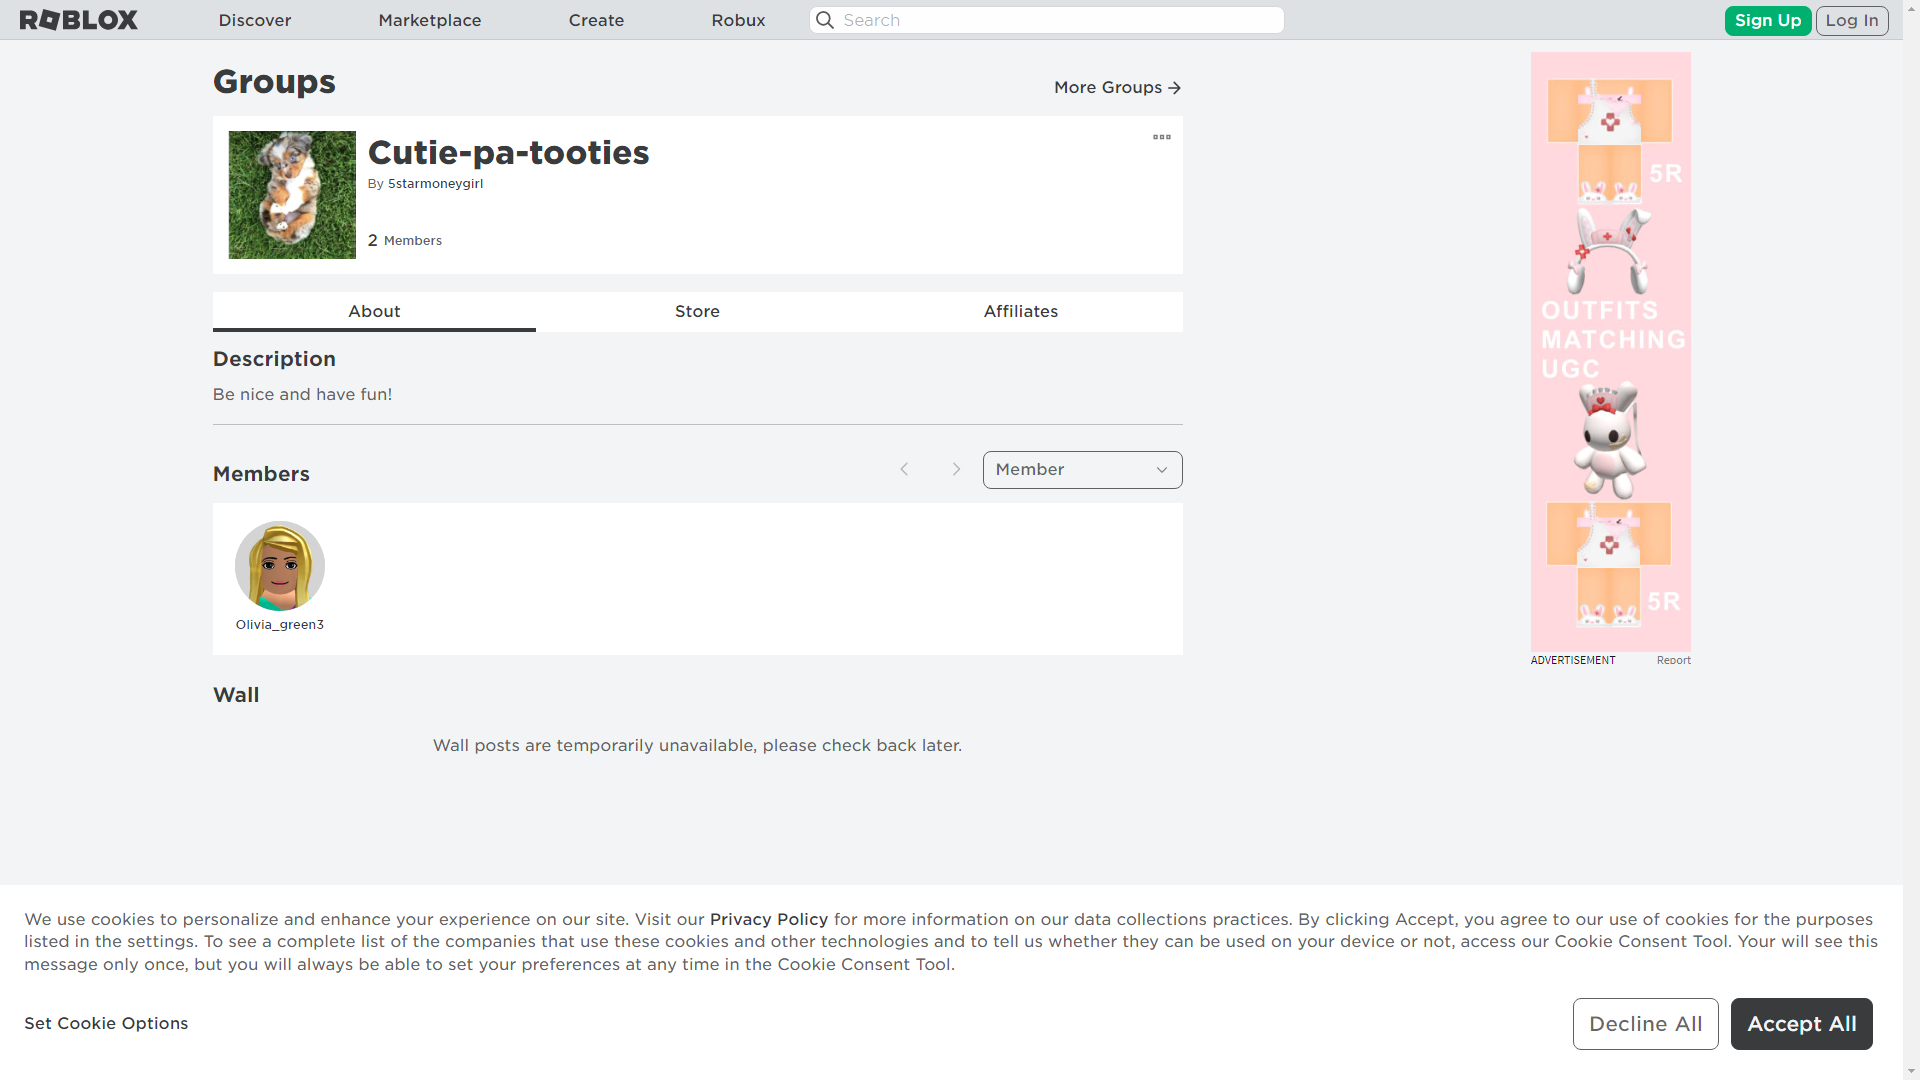 ROBLOX
Discover
Marketplace
Create
Robux
Search
Sign Up
Log In
Groups
More Groups
Cutie-pa-tooties
By 5starmoneygirl
2 Members
About
Store
Affiliates
Description
Be nice and have fun!
Members
Member
Olivia_green3
Wall
Wall posts are temporarily unavailable, please check back later.
5R
OUTFITS
MATCHING
UGC
5R
ADVERTISEMENT
Report
We use cookies to personalize and enhance your experience on our site. Visit our Privacy Policy for more information on our data collections practices. By clicking Accept, you agree to our use of cookies for the purposes
listed in the settings. To see a complete list of the companies that use these cookies and other technologies and to tell us whether they can be used on your device or not, access our Cookie Consent Tool. Your will see this
message only once, but you will always be able to set your preferences at any time in the Cookie Consent Tool.
Set Cookie Options
Decline All
Accept All